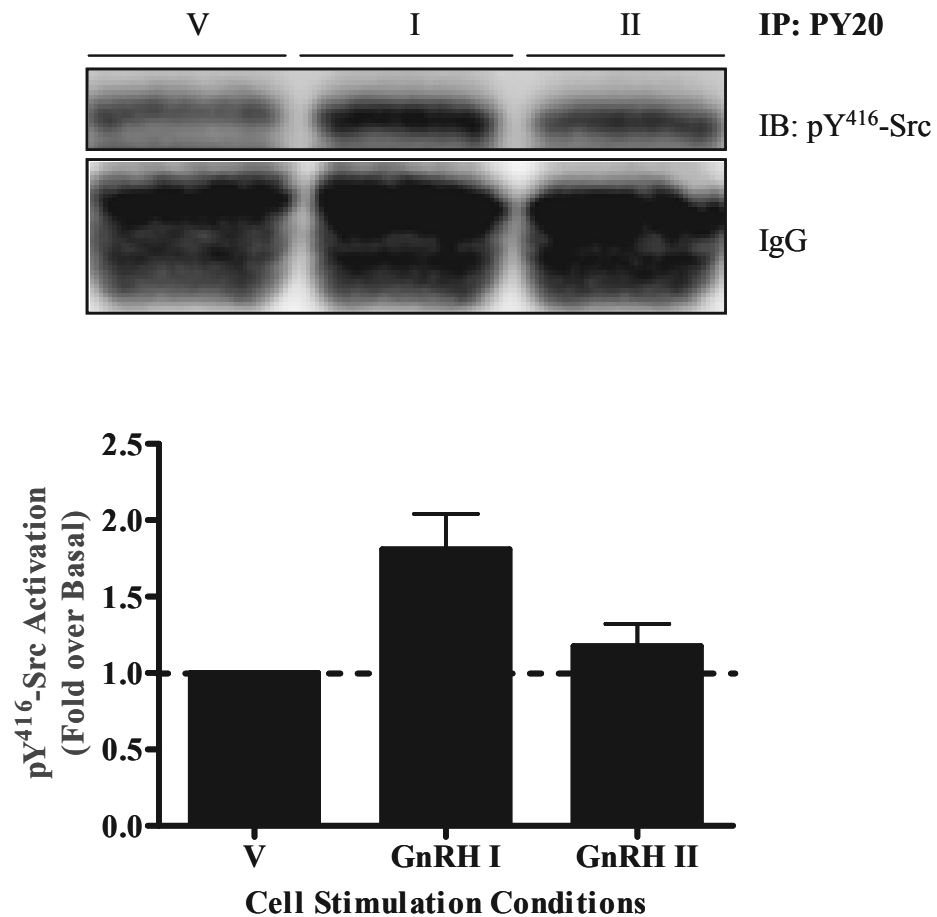 V I II IP: PY20
IB: pY⁴¹⁶-Src
IgG
pY⁴¹⁶-Src Activation
(Fold over Basal)
2.5
2.0
1.5
1.0
0.5
0.0
V GnRH I GnRH II
Cell Stimulation Conditions